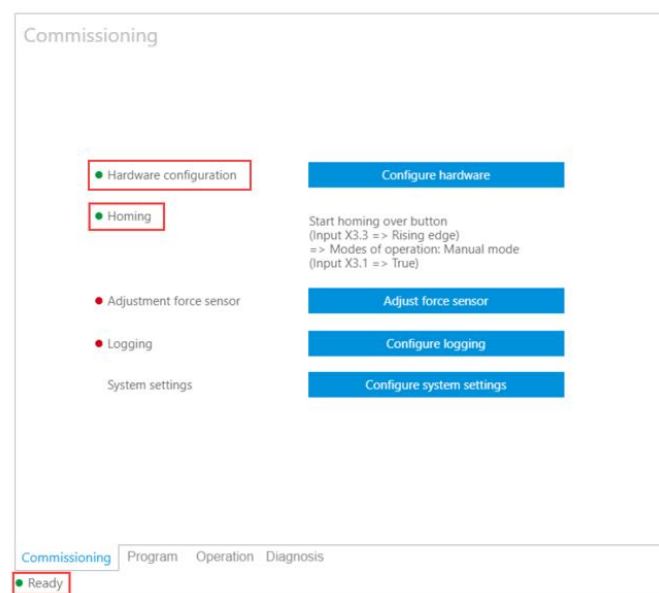 Commissioning
Hardware configuration
Configure hardware
Homing
Start homing over button
(Input X3.3 => Rising edge)
=> Modes of operation: Manual mode
(Input X3.1 => True)
Adjustment force sensor
Adjust force sensor
Logging
Configure logging
System settings
Configure system settings
Commissioning Program Operation Diagnosis
Ready